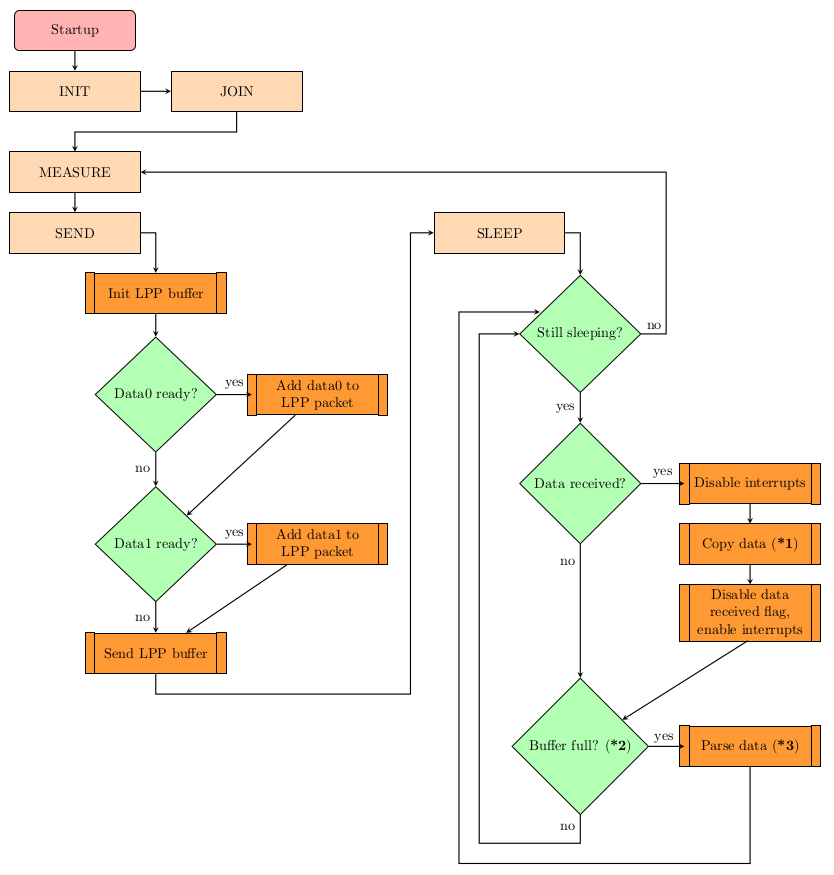 Startup
INIT
JOIN
MEASURE
SEND
Init LPP buffer
Data0 ready?
yes
Add data0 to
LPP packet
no
Data1 ready?
yes
Add data1 to
LPP packet
no
Send LPP buffer
SLEEP
Still sleeping?
no
yes
Data received?
yes
Disable interrupts
Copy data (*1)
Disable data
received flag,
enable interrupts
no
Buffer full? (*2)
yes
Parse data (*3)
no